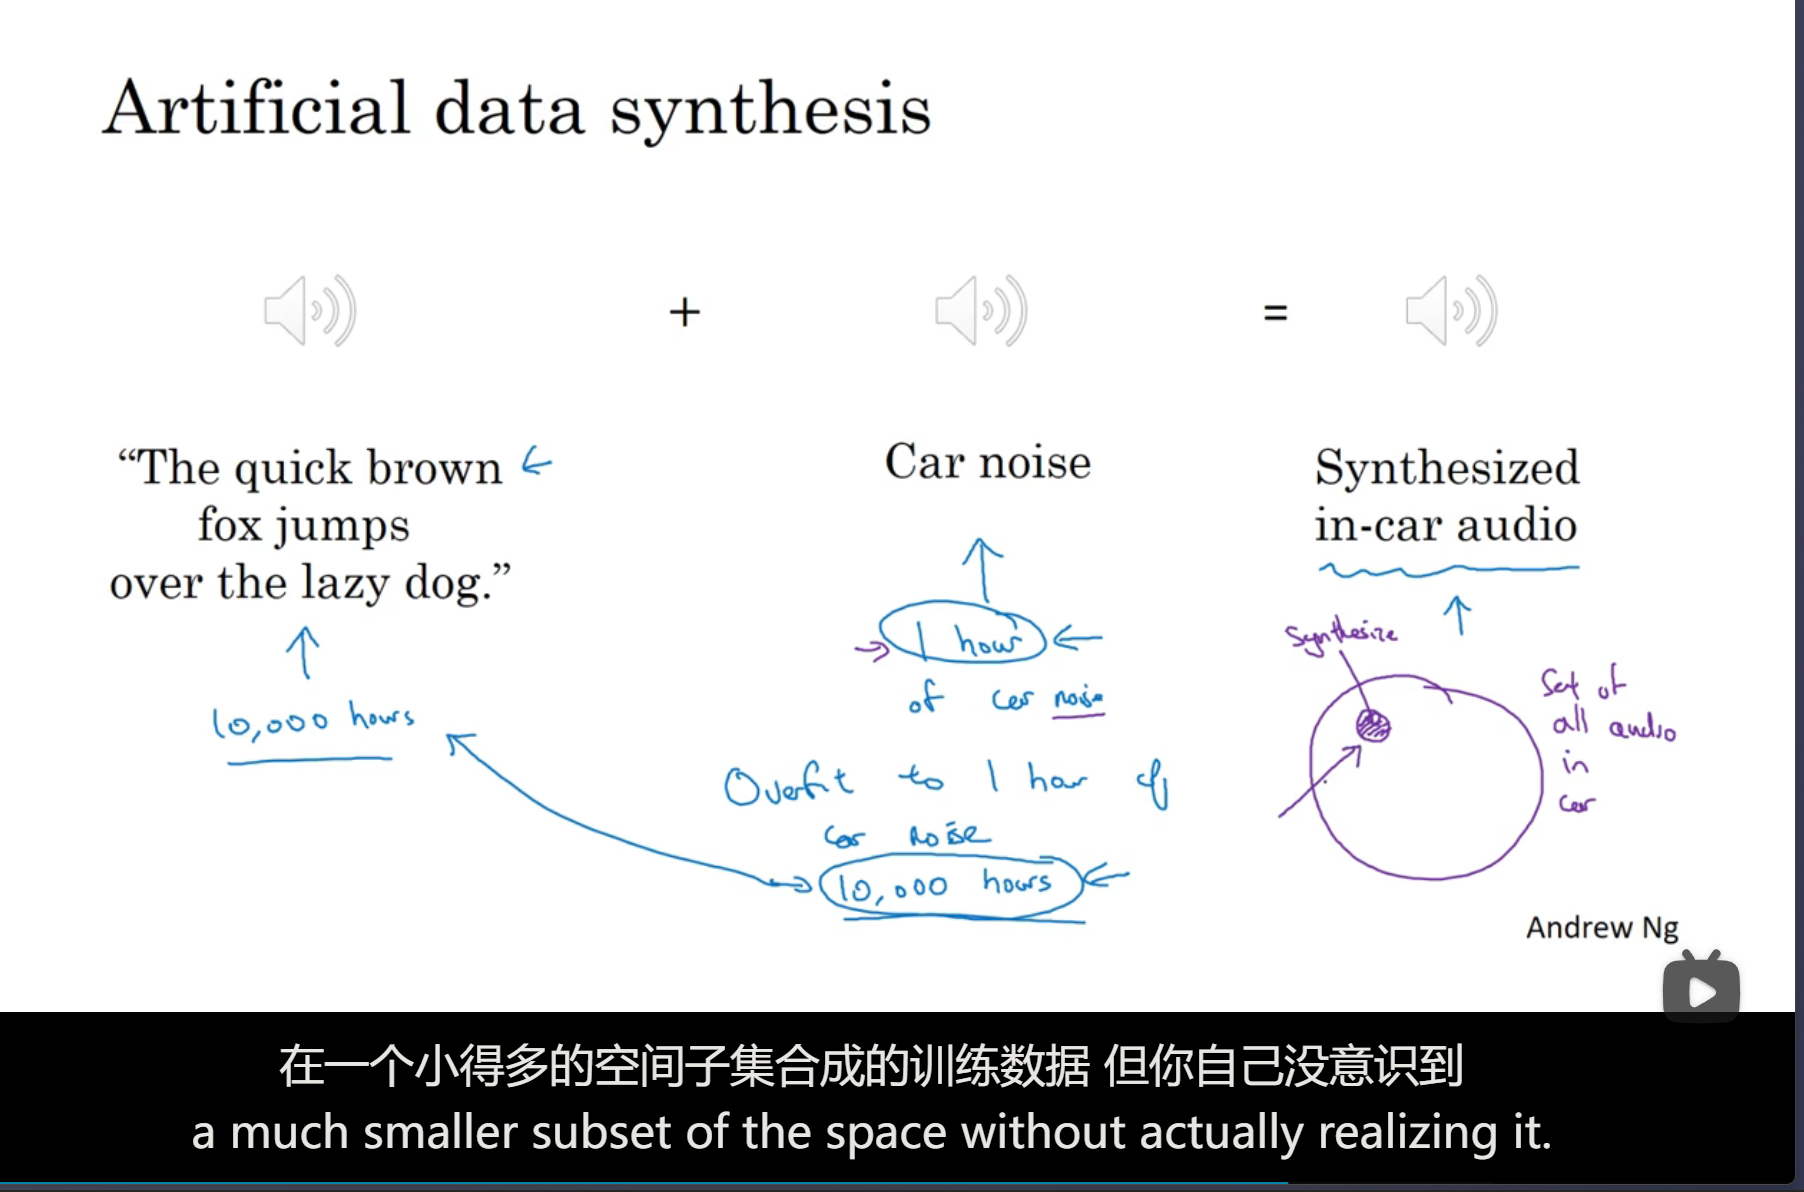 Artificial data synthesis
+
=
“The quick brown
fox jumps
over the lazy dog.”
10,000 hours
Car noise
1 hour
of car noise
Overfit to 1 hour of
car noise
10,000 hours
Synthesized
in-car audio
Synthesize
Set of
all audio
in
car
Andrew Ng
在一个小得多的空间子集合成的训练数据 但你自己没意识到
a much smaller subset of the space without actually realizing it.